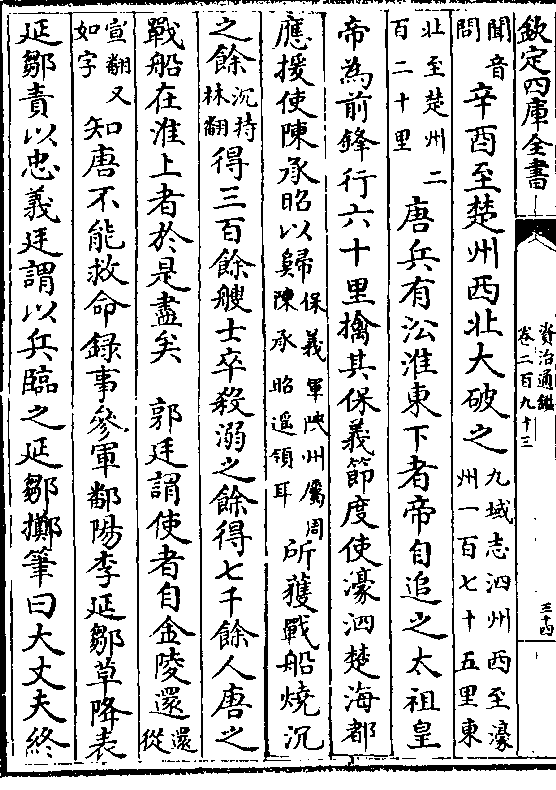 欽定四庫全書
資治通鑑
卷二百九十三
三十四
聞音
問
辛酉至楚州西北大破之
九域志泗州西至濠
州一百七十五里東
北至楚州二
百二十里
唐兵有㳂淮東下者帝自追之太祖皇
帝為前鋒行六十里擒其保義節度使濠泗楚海都
應援使陳承昭以歸
保義軍陜州屬周
陳承昭遥領耳
所獲戰船燒沉
之餘
沉持
林翻
得三百餘艘士卒殺溺之餘得七千餘人唐之
戰船在淮上者於是盡矣　郭廷謂使者自金陵還
還
從
宣翻又
如字
知唐不能救命録事參軍鄱陽李延鄒草降表
延鄒責以忠義廷謂以兵臨之延鄒擲筆曰大丈夫終